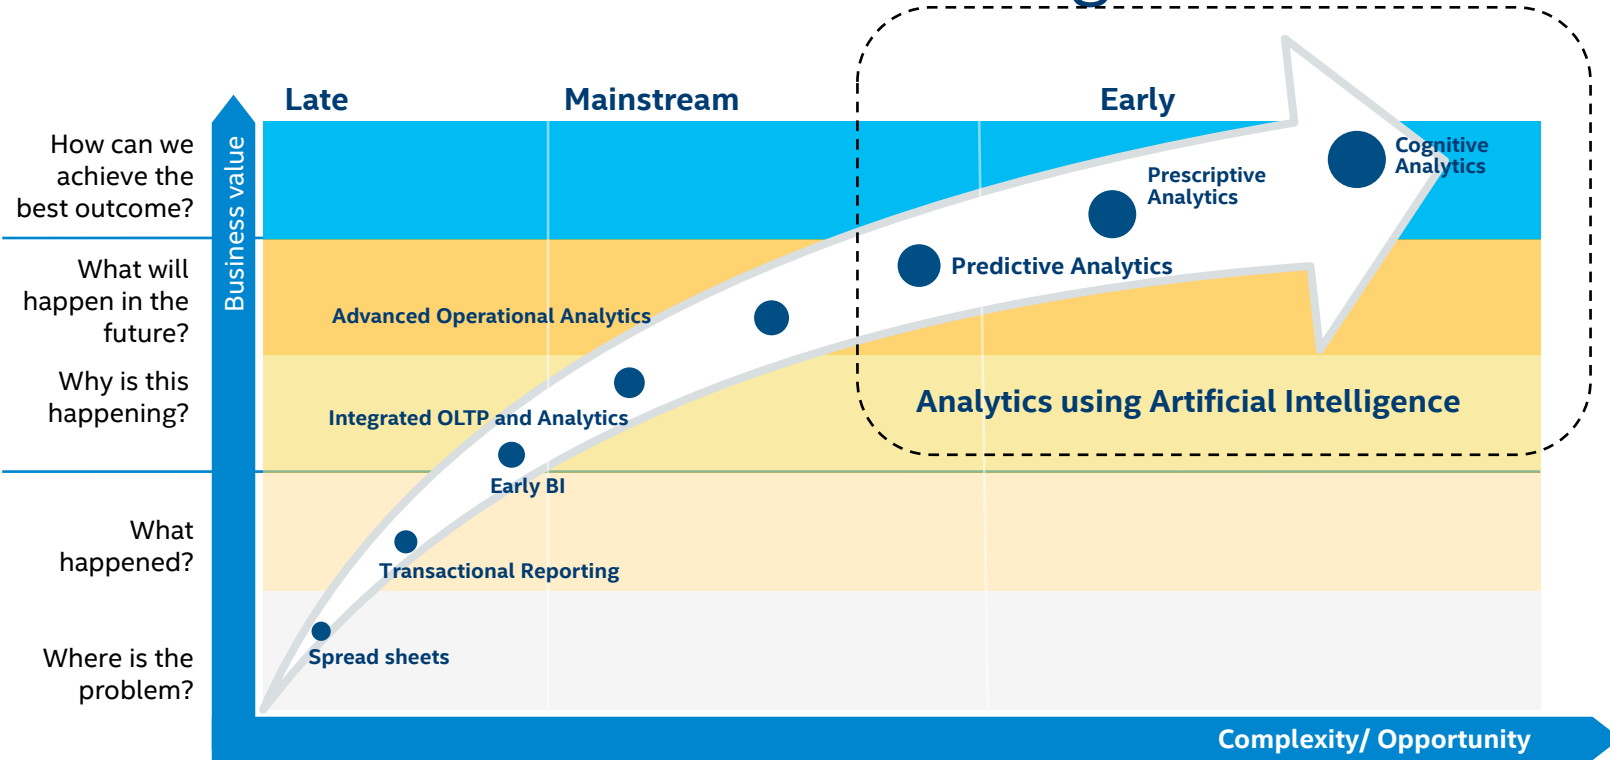 Late
Mainstream
Early
How can we
achieve the
best outcome?
What will
happen in the
future?
Why is this
happening?
What
happened?
Where is the
problem?
Business value
Cognitive
Analytics
Prescriptive
Analytics
Predictive Analytics
Advanced Operational Analytics
Analytics using Artificial Intelligence
Integrated OLTP and Analytics
Early BI
Transactional Reporting
Spread sheets
Complexity/ Opportunity